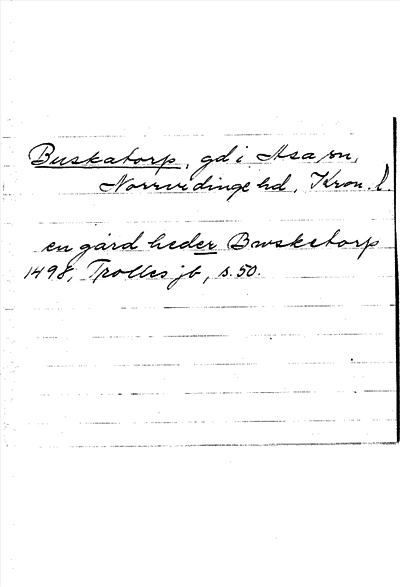 Buskatorp, gd i Asa sn,
Norrvidinge hd, Kron. l.
en gård heder Bwsketorp
1498, Trolles jb, s. 50.